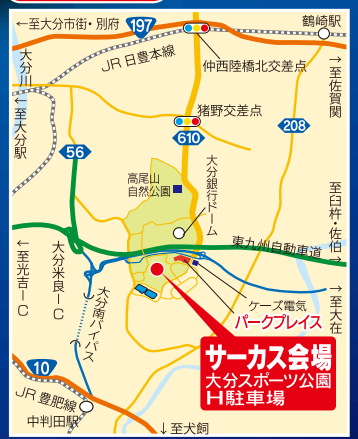 ←至大分市街・別府
197
鶴崎駅
JR日豊本線
仲西陸橋北交差点
大分川
←至大分駅
→至佐賀関
猪野交差点
208
610
56
高尾山
自然公園
大分銀行ドーム
→至臼杵・佐伯
東九州自動車道
←至光吉IC
大分米良IC
→至大在
大分南バイパス
ケーズ電気
パークプレイス
サーカス会場
大分スポーツ公園
H駐車場
10
JR豊肥線
中判田駅
↓至犬飼